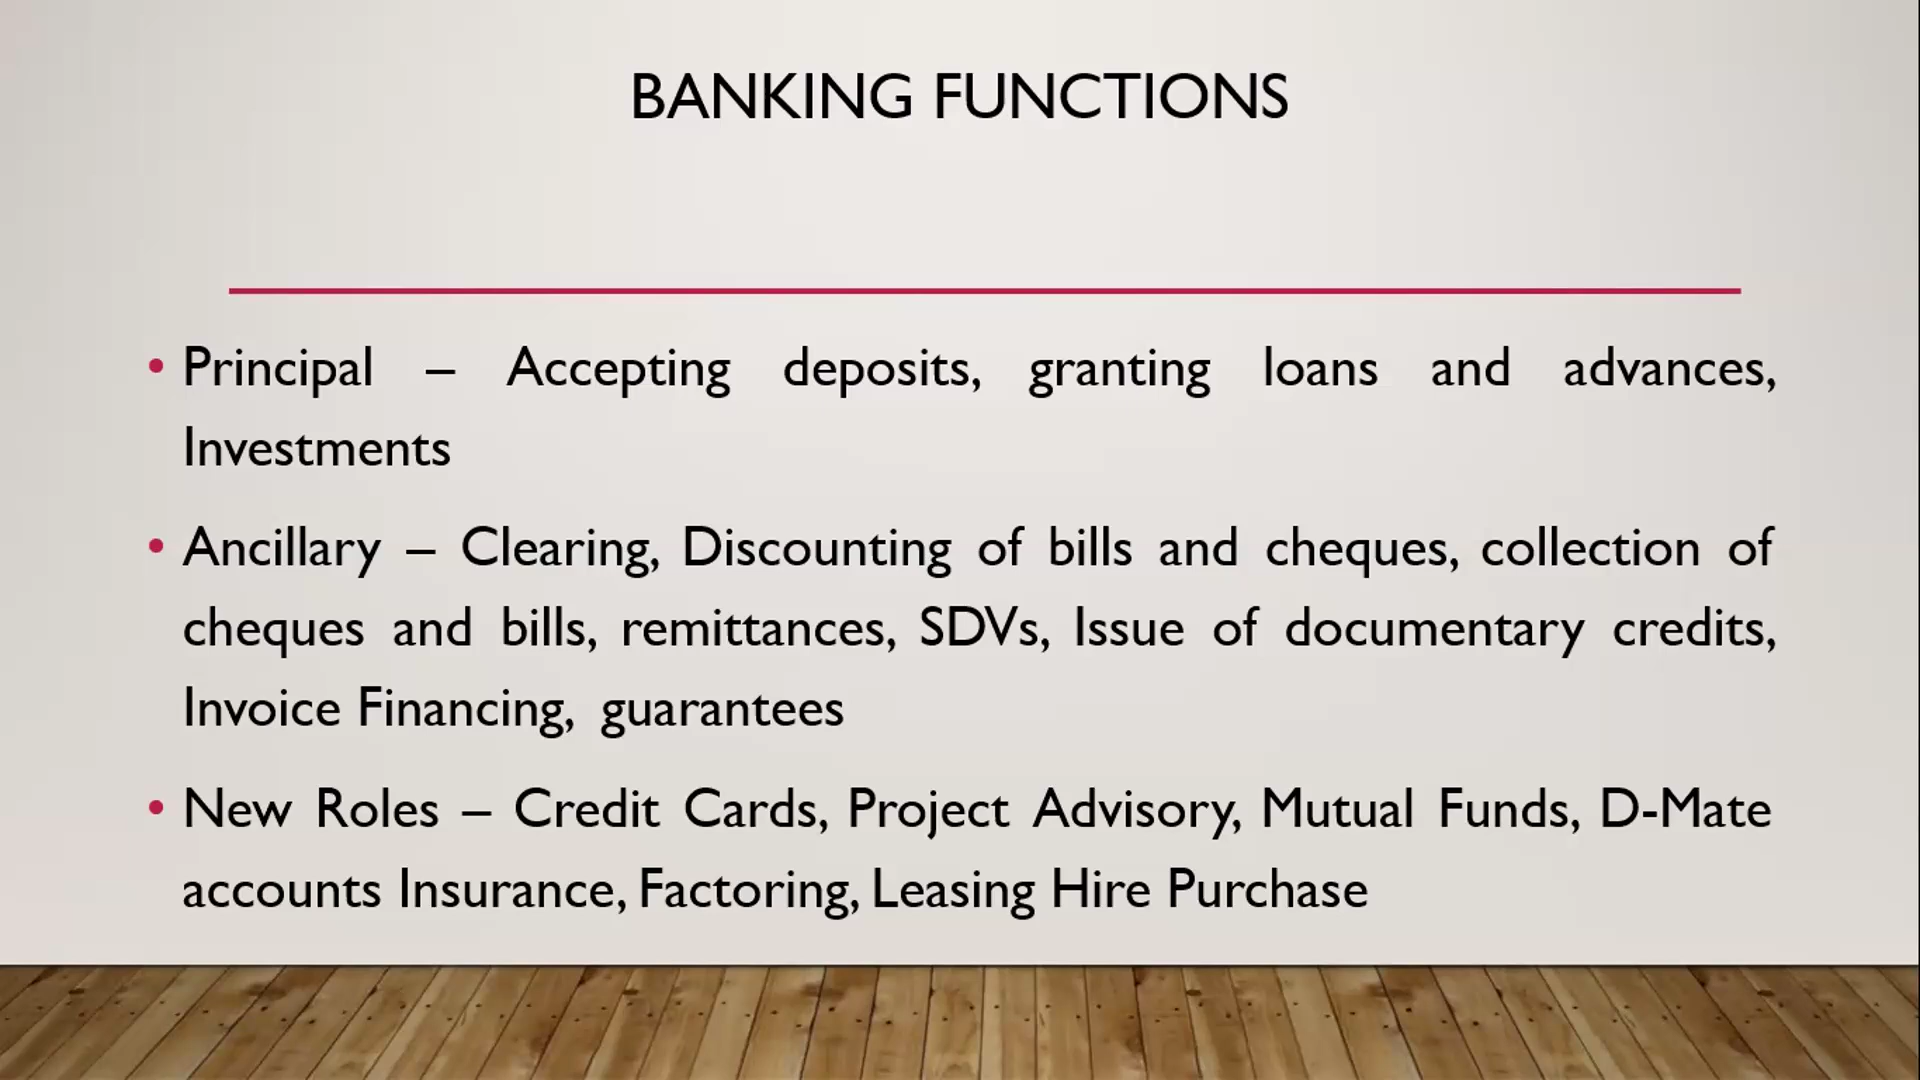 BANKING FUNCTIONS
• Principal – Accepting deposits, granting loans and advances,
Investments
• Ancillary – Clearing, Discounting of bills and cheques, collection of
cheques and bills, remittances, SDVs, Issue of documentary credits,
Invoice Financing, guarantees
• New Roles – Credit Cards, Project Advisory, Mutual Funds, D-Mate
accounts Insurance, Factoring, Leasing Hire Purchase